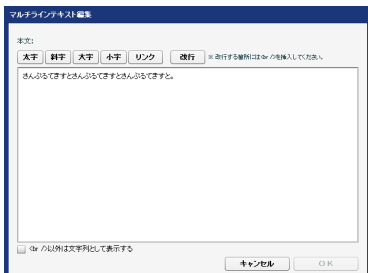 マルチラインテキスト編集
本文:
太字 斜字 大字 小字 リンク 改行 ※ 改行する箇所には<br />を挿入してください。
さんぷるてきすとさんぷるてきすとさんぷるてきすと。
<br />以外は文字列として表示する
キャンセル OK